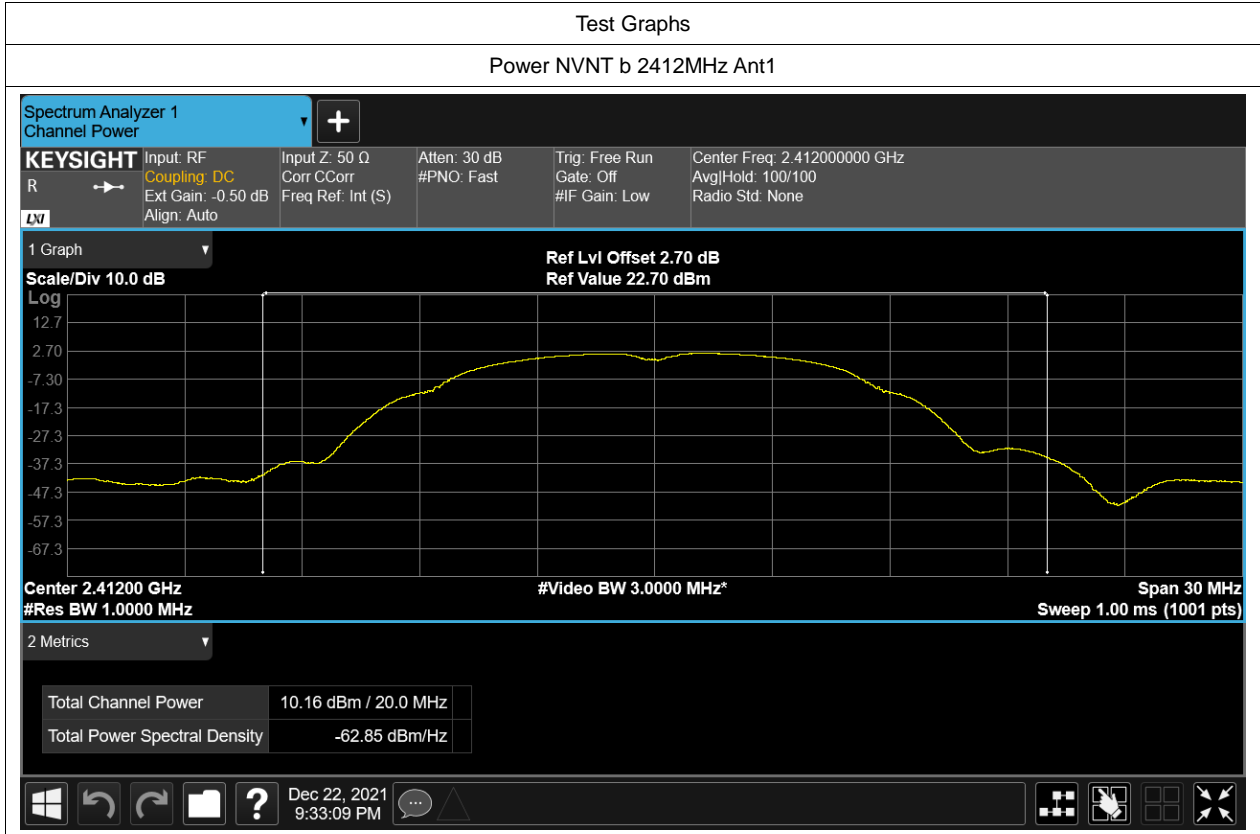 Test Graphs
Power NVNT b 2412MHz Ant1
Spectrum Analyzer 1
Channel Power
+
KEYSIGHT
R
LXI
Input: RF
Coupling: DC
Ext Gain: -0.50 dB
Align: Auto
Input Z: 50 Ω
Corr CCorr
Freq Ref: Int (S)
Atten: 30 dB
#PNO: Fast
Trig: Free Run
Gate: Off
#IF Gain: Low
Center Freq: 2.412000000 GHz
Avg|Hold: 100/100
Radio Std: None
1 Graph
Scale/Div 10.0 dB
Ref Lvl Offset 2.70 dB
Ref Value 22.70 dBm
Log
12.7
2.70
-7.30
-17.3
-27.3
-37.3
-47.3
-57.3
-67.3
Center 2.41200 GHz
#Res BW 1.0000 MHz
#Video BW 3.0000 MHz*
Span 30 MHz
Sweep 1.00 ms (1001 pts)
2 Metrics
Total Channel Power 10.16 dBm / 20.0 MHz
Total Power Spectral Density -62.85 dBm/Hz
?
Dec 22, 2021
9:33:09 PM